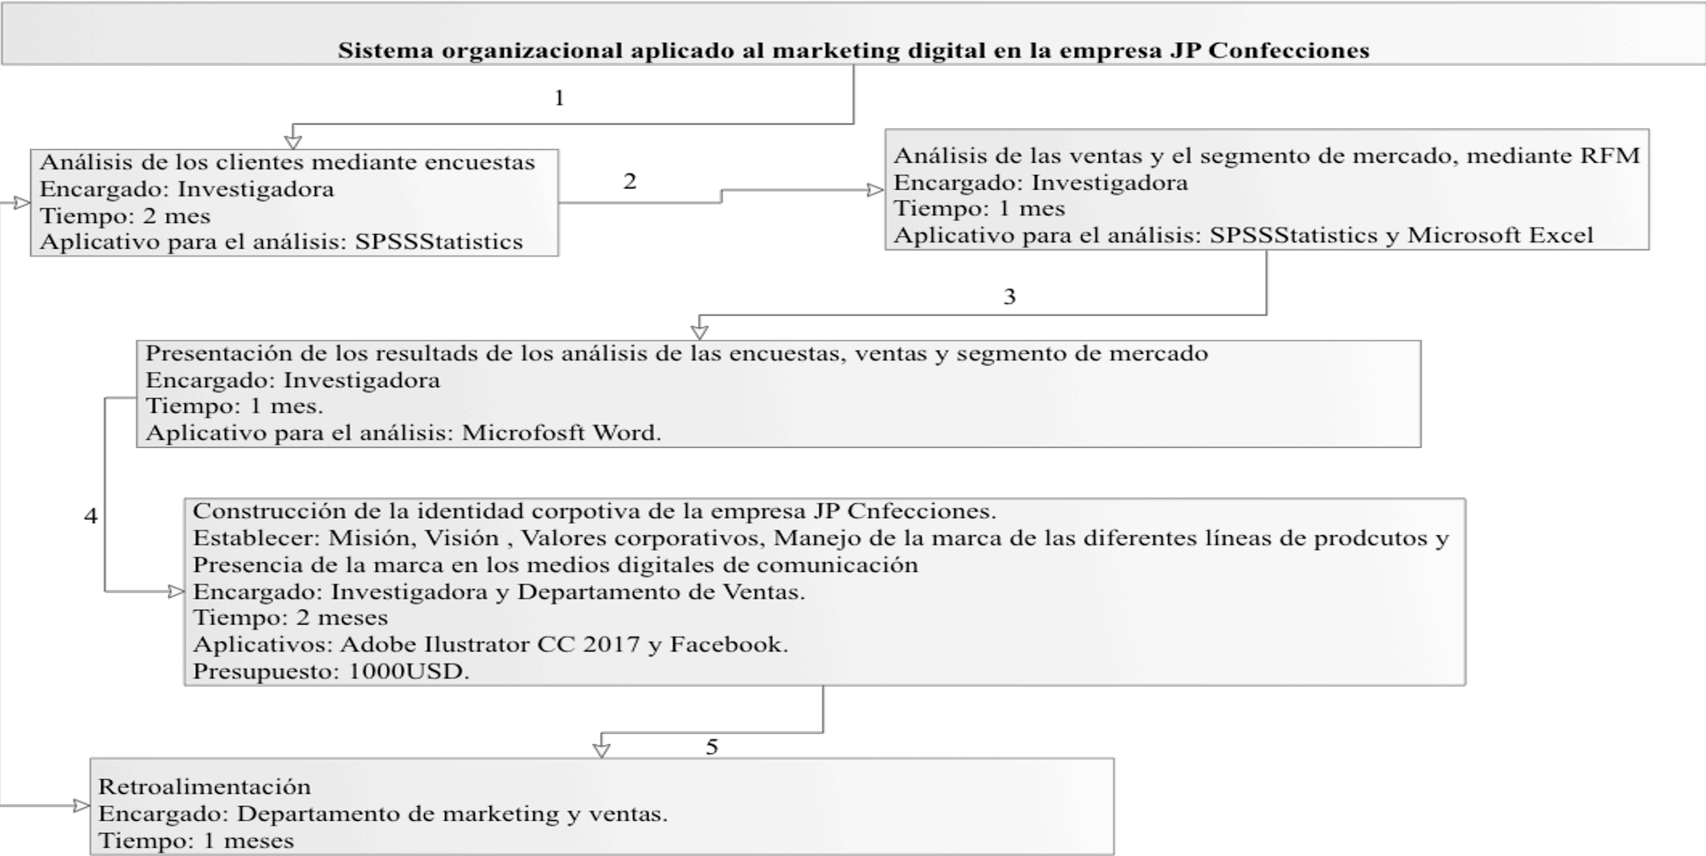 Sistema organizacional aplicado al marketing digital en la empresa JP Confecciones
1
Análisis de los clientes mediante encuestas
Encargado: Investigadora
Tiempo: 2 mes
Aplicativo para el análisis: SPSSStatistics
2
Análisis de las ventas y el segmento de mercado, mediante RFM
Encargado: Investigadora
Tiempo: 1 mes
Aplicativo para el análisis: SPSSStatistics y Microsoft Excel
3
Presentación de los resultads de los análisis de las encuestas, ventas y segmento de mercado
Encargado: Investigadora
Tiempo: 1 mes.
Aplicativo para el análisis: Microfosft Word.
4
Construcción de la identidad corpotiva de la empresa JP Cnfecciones.
Establecer: Misión, Visión , Valores corporativos, Manejo de la marca de las diferentes líneas de prodcutos y
Presencia de la marca en los medios digitales de comunicación
Encargado: Investigadora y Departamento de Ventas.
Tiempo: 2 meses
Aplicativos: Adobe Ilustrator CC 2017 y Facebook.
Presupuesto: 1000USD.
5
Retroalimentación
Encargado: Departamento de marketing y ventas.
Tiempo: 1 meses